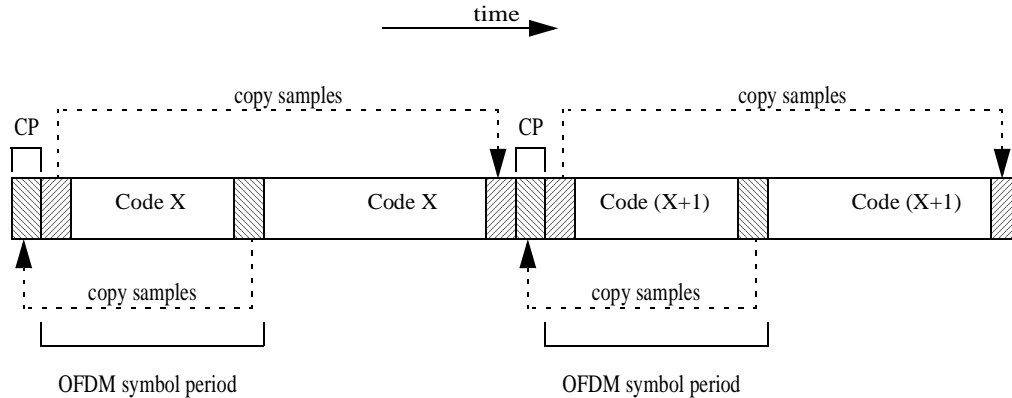 time
copy samples
copy samples
CP
CP
Code X
Code X
Code (X+1)
Code (X+1)
copy samples
copy samples
OFDM symbol period
OFDM symbol period